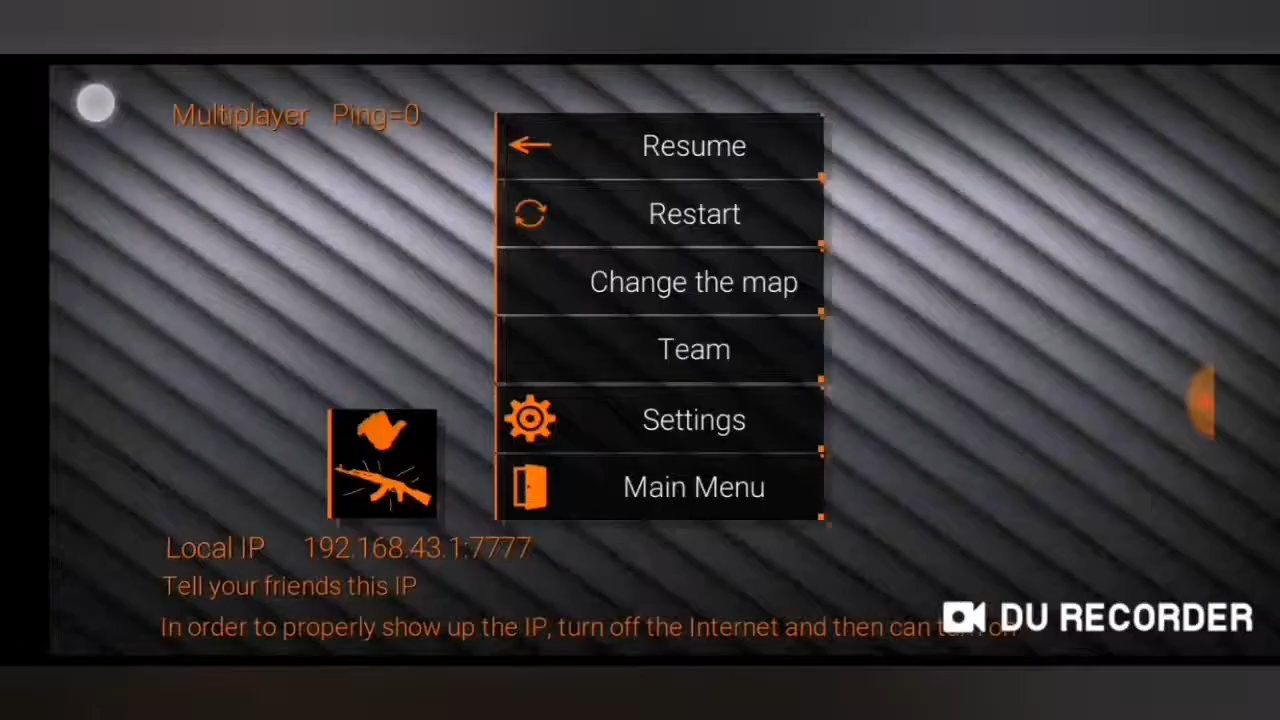 Multiplayer Ping=0
Resume
Restart
Change the map
Team
Settings
Main Menu
Local IP 192.168.43.1:7777
Tell your friends this IP
In order to properly show up the IP, turn off the Internet and then can turn on
DU RECORDER